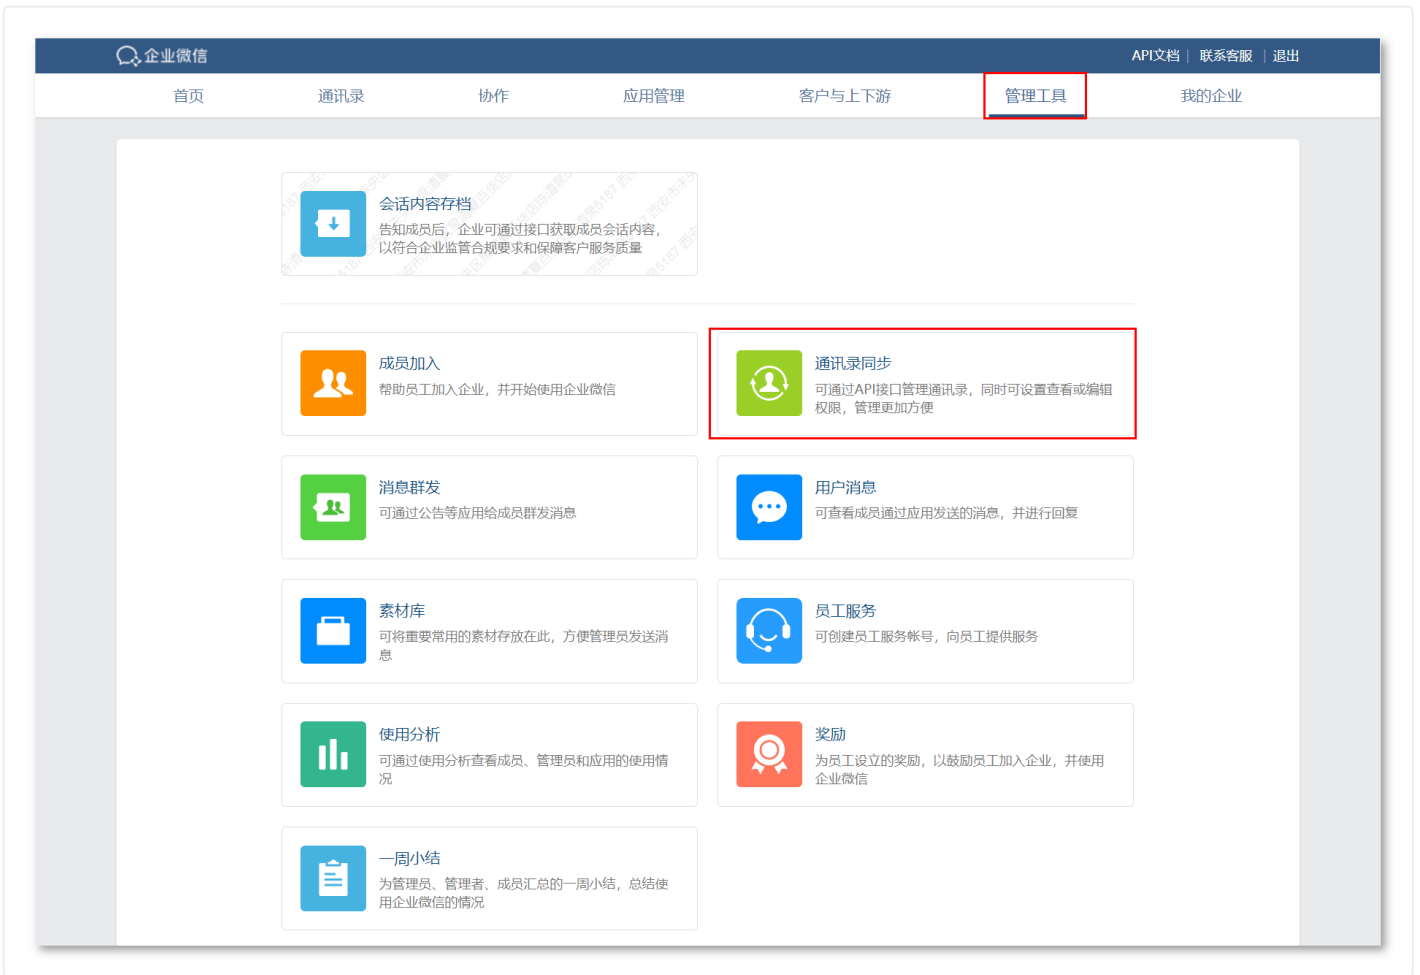 企业微信
API文档 | 联系客服 | 退出
首页 通讯录 协作 应用管理 客户与上下游 管理工具 我的企业
会话内容存档
告知成员后，企业可通过接口获取成员会话内容，
以符合企业监管合规要求和保障客户服务质量
成员加入
帮助员工加入企业，并开始使用企业微信
通讯录同步
可通过API接口管理通讯录，同时可设置查看或编辑
权限，管理更加方便
消息群发
可通过公告等应用给成员群发消息
用户消息
可查看成员通过应用发送的消息，并进行回复
素材库
可将重要常用的素材存放在此，方便管理员发送消
息
员工服务
可创建员工服务帐号，向员工提供服务
使用分析
可通过使用分析查看成员、管理员和应用的使用情
况
奖励
为员工设立的奖励，以鼓励员工加入企业，并使用
企业微信
一周小结
为管理员、管理者、成员汇总的一周小结，总结使
用企业微信的情况